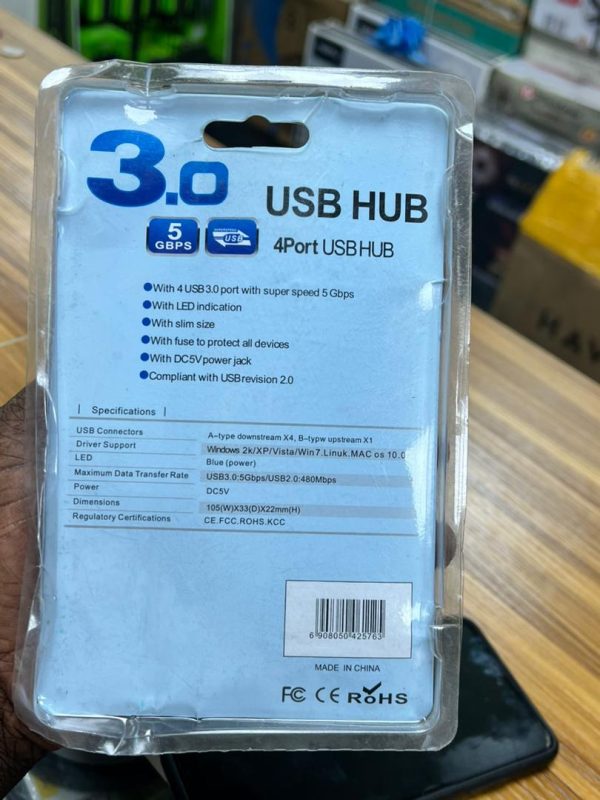 3.0
USB HUB
5
GBPS
USB
4Port USB HUB
With 4 USB3.0 port with super speed 5 Gbps
With LED indication
With slim size
With fuse to protect all devices
With DC5V power jack
Compliant with USB revision 2.0
Specifications
USB Connectors A-type downstream X4, B-typw upstream X1
Driver Support Windows 2k/XP/Vista/Win7.Linuk.MAC os 10.0
LED Blue (power)
Maximum Data Transfer Rate USB3.0:5Gbps/USB2.0:480Mbps
Power DC5V
Dimensions 105(W)X33(D)X22mm(H)
Regulatory Certifications CE.FCC.ROHS.KCC
6 908050 425763
MADE IN CHINA
FC CE RoHS
HAV